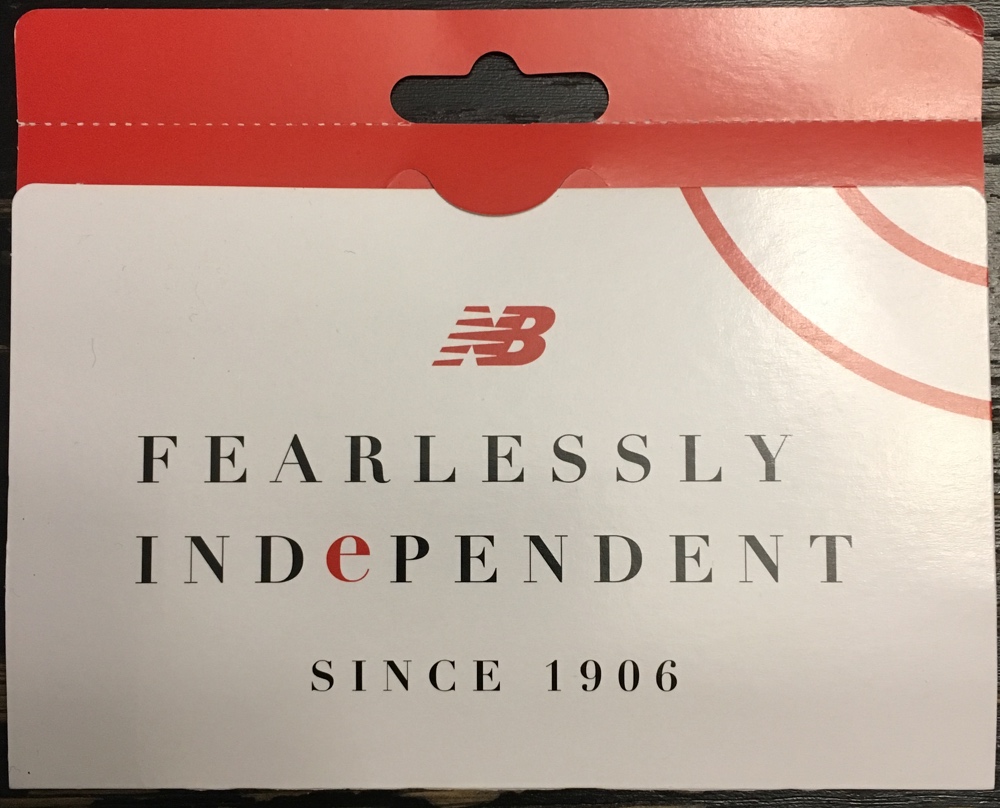 NB
FEARLESSLY
INDePENDENT
SINCE 1906